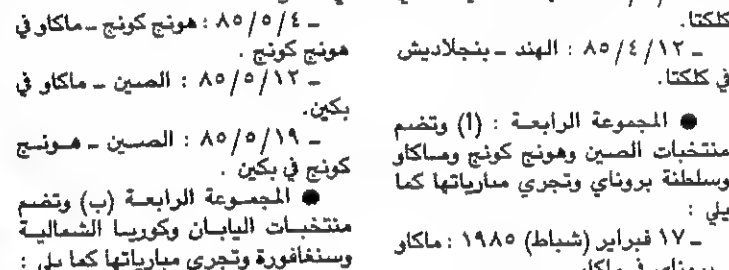 كلكتا.
ـ ٨٥/٤/١٢ : الهند ـ بنجلاديش
في كلكتا.
● المجموعة الرابعة : (أ) وتضم
منتخبات الصين وهونج كونج ومساكاو
وسلطنة بروناي وتجري مبارياتها كما
يلي :
ـ ١٧ فبراير (شباط) ١٩٨٥ : ماكاو
ـ بروناي في ماكاو
ـ ٨٥/٥/٤ : هونج كونج ـ ماكاو في
هونج كونج .
ـ ٨٥/٥/١٢ : الصين ـ ماكاو في
بكين.
ـ ٨٥/٥/١٩ : الصين ـ هونج
كونج في بكين .
● المجموعة الرابعة (ب) وتضم
منتخبات اليابان وكوريا الشمالية
وسنغافورة وتجري مبارياتها كما يلي :